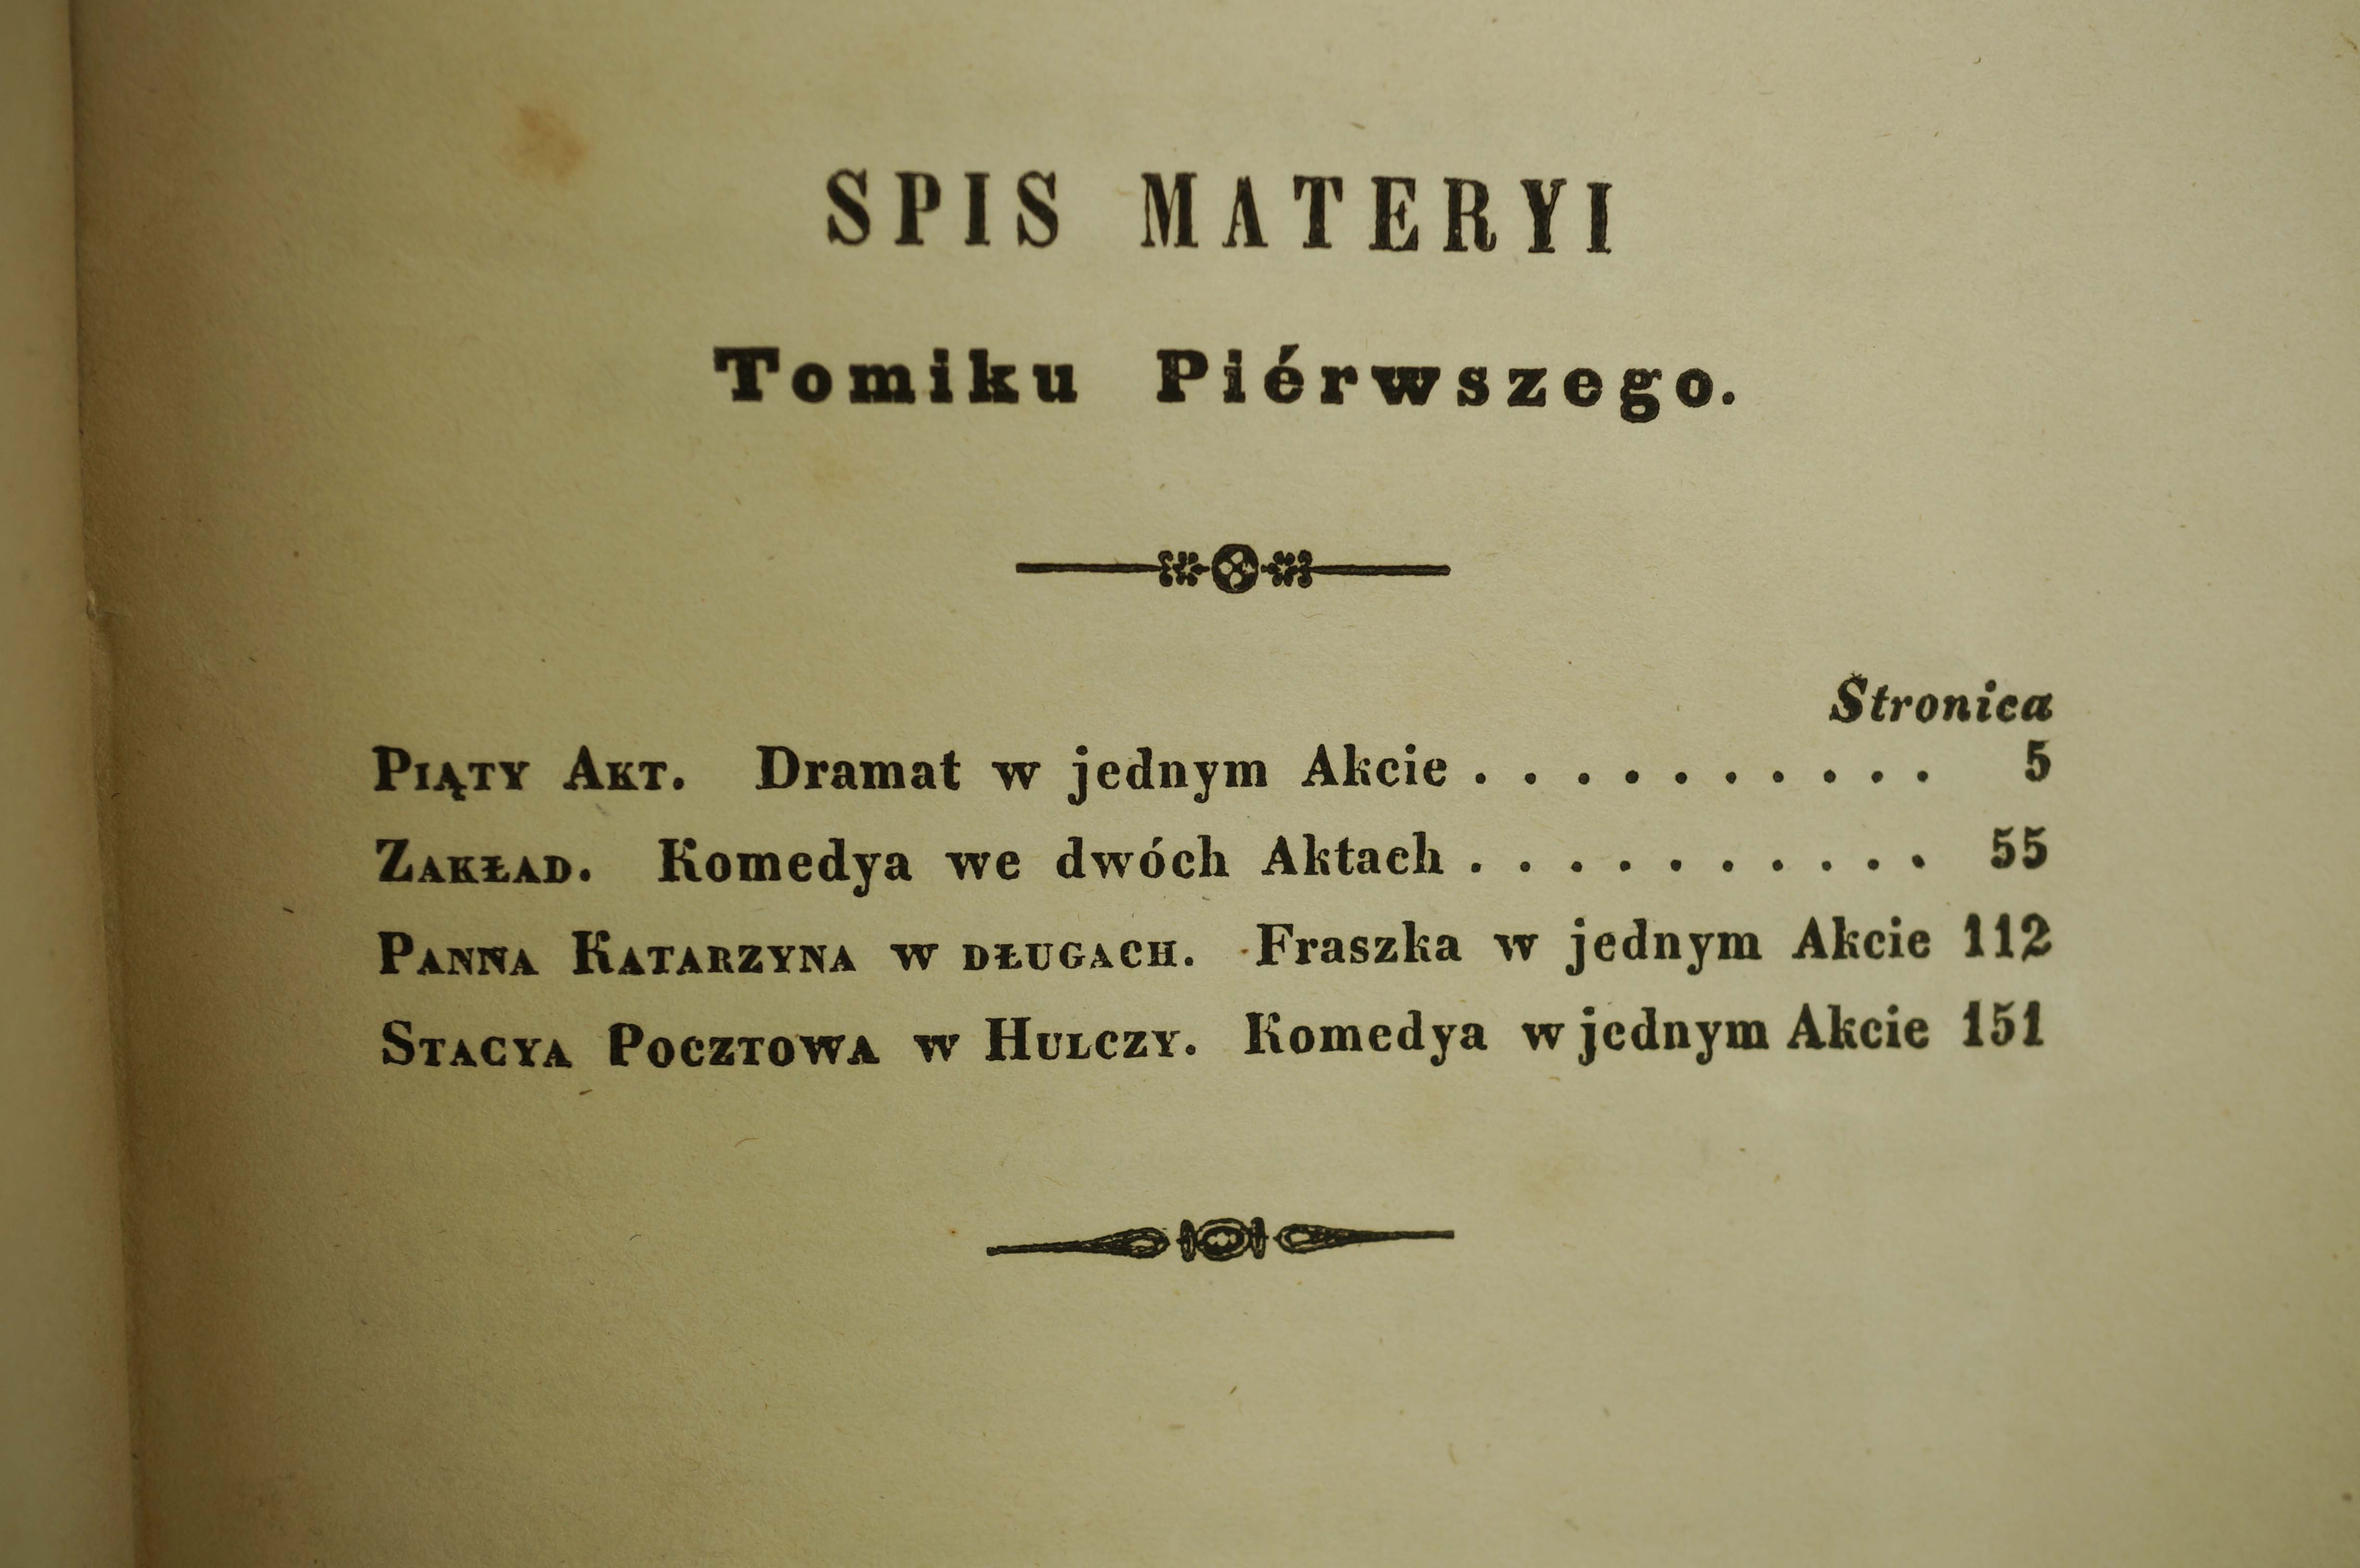 SPIS MATERYI
Tomiku Piérwszego.
Stronica
Piąty Akt. Dramat w jednym Akcie . . . . . . . . . . 5
Zakład. Komedya we dwóch Aktach . . . . . . . . . . 55
Panna Katarzyna w długach. Fraszka w jednym Akcie 112
Stacya Pocztowa w Hulczy. Komedya w jednym Akcie 151